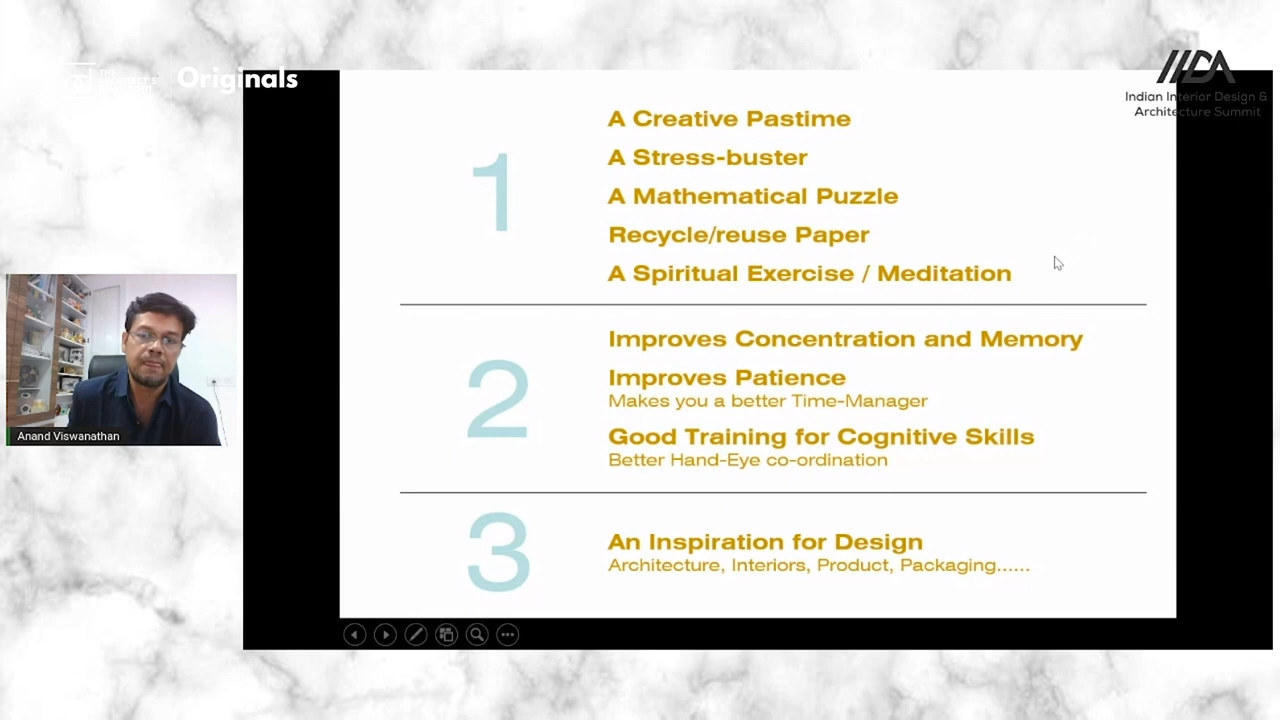 Originals
Indian Interior Design &
Architecture Summit
1
A Creative Pastime
A Stress-buster
A Mathematical Puzzle
Recycle/reuse Paper
A Spiritual Exercise / Meditation
2
Improves Concentration and Memory
Improves Patience
Makes you a better Time-Manager
Good Training for Cognitive Skills
Better Hand-Eye co-ordination
3
An Inspiration for Design
Architecture, Interiors, Product, Packaging......
Anand Viswanathan